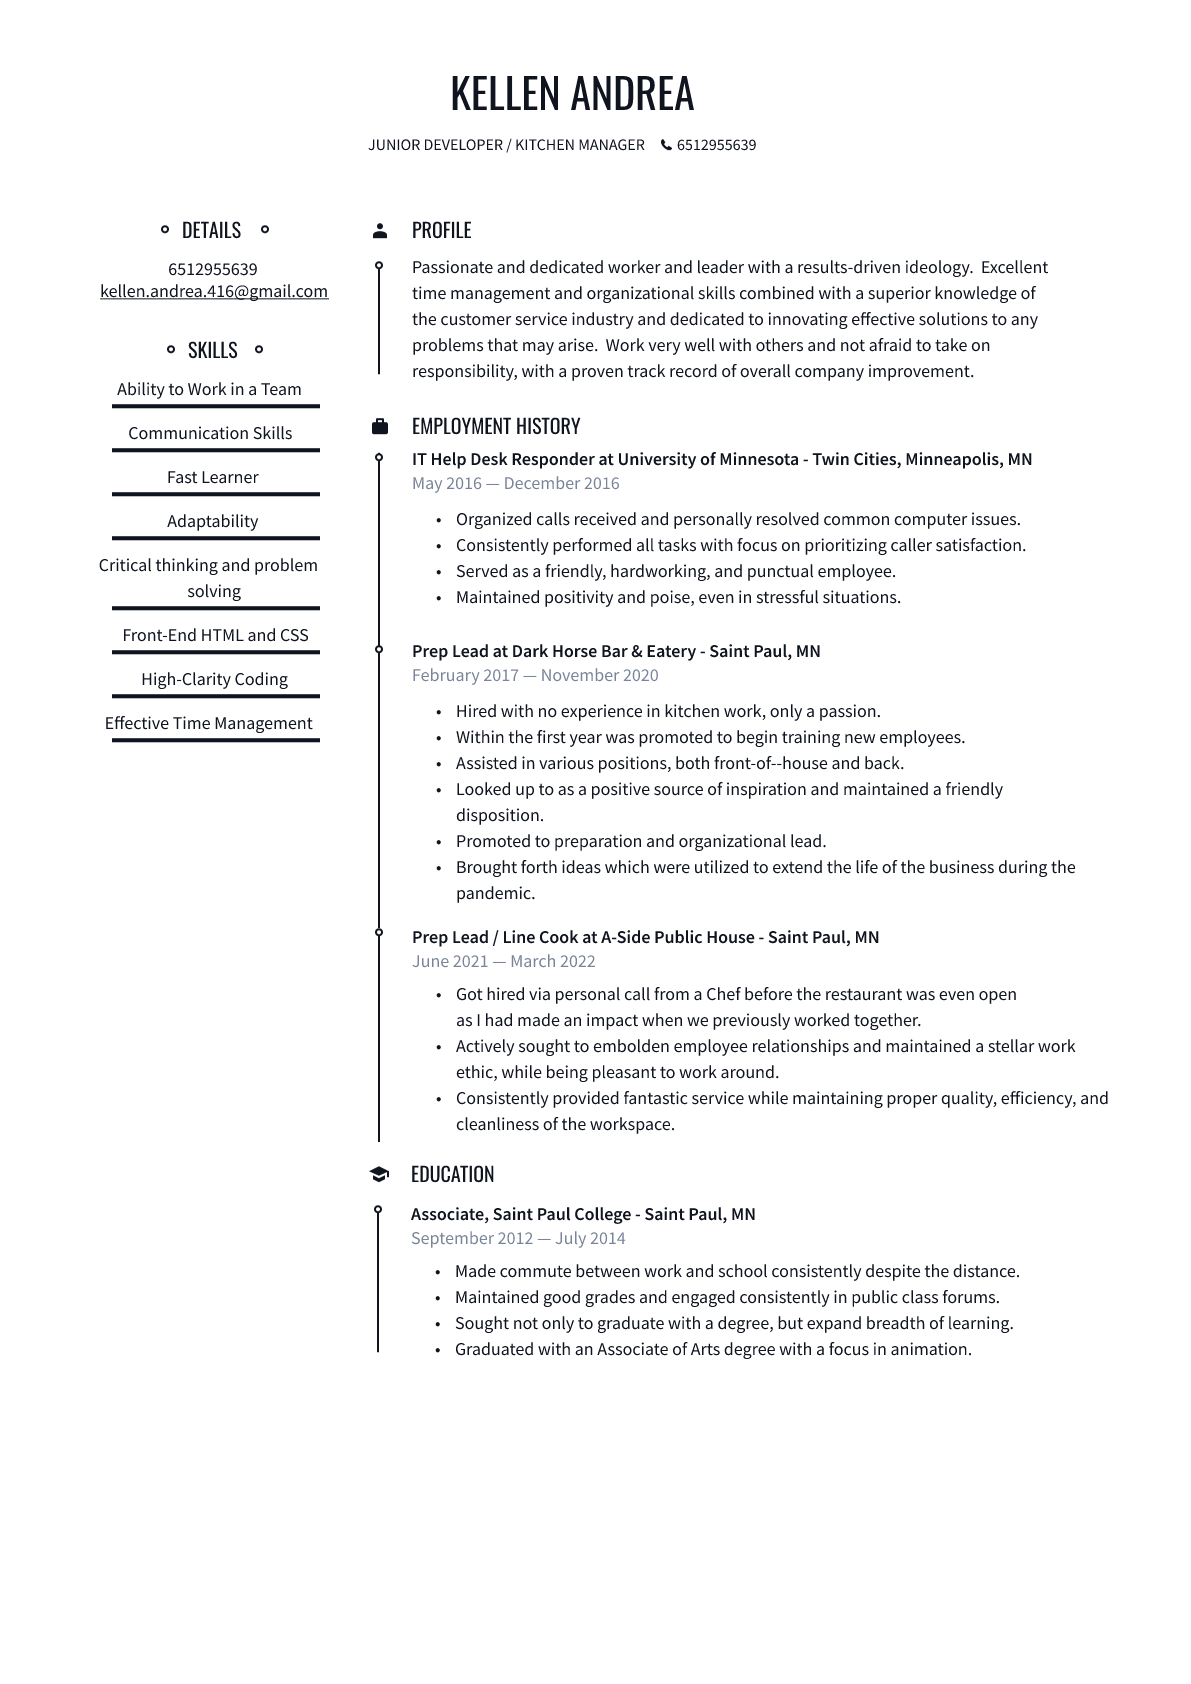 KELLEN ANDREA
JUNIOR DEVELOPER / KITCHEN MANAGER 6512955639
DETAILS
6512955639
kellen.andrea.416@gmail.com
SKILLS
Ability to Work in a Team
Communication Skills
Fast Learner
Adaptability
Critical thinking and problem
solving
Front-End HTML and CSS
High-Clarity Coding
Effective Time Management
PROFILE
Passionate and dedicated worker and leader with a results-driven ideology.  Excellent
time management and organizational skills combined with a superior knowledge of
the customer service industry and dedicated to innovating effective solutions to any
problems that may arise.  Work very well with others and not afraid to take on
responsibility, with a proven track record of overall company improvement.
EMPLOYMENT HISTORY
IT Help Desk Responder at University of Minnesota - Twin Cities, Minneapolis, MN
May 2016 — December 2016
• Organized calls received and personally resolved common computer issues.
• Consistently performed all tasks with focus on prioritizing caller satisfaction.
• Served as a friendly, hardworking, and punctual employee.
• Maintained positivity and poise, even in stressful situations.
Prep Lead at Dark Horse Bar & Eatery - Saint Paul, MN
February 2017 — November 2020
• Hired with no experience in kitchen work, only a passion.
• Within the first year was promoted to begin training new employees.
• Assisted in various positions, both front-of--house and back.
• Looked up to as a positive source of inspiration and maintained a friendly
disposition.
• Promoted to preparation and organizational lead.
• Brought forth ideas which were utilized to extend the life of the business during the
pandemic.
Prep Lead / Line Cook at A-Side Public House - Saint Paul, MN
June 2021 — March 2022
• Got hired via personal call from a Chef before the restaurant was even open
as I had made an impact when we previously worked together.
• Actively sought to embolden employee relationships and maintained a stellar work
ethic, while being pleasant to work around.
• Consistently provided fantastic service while maintaining proper quality, efficiency, and
cleanliness of the workspace.
EDUCATION
Associate, Saint Paul College - Saint Paul, MN
September 2012 — July 2014
• Made commute between work and school consistently despite the distance.
• Maintained good grades and engaged consistently in public class forums.
• Sought not only to graduate with a degree, but expand breadth of learning.
• Graduated with an Associate of Arts degree with a focus in animation.